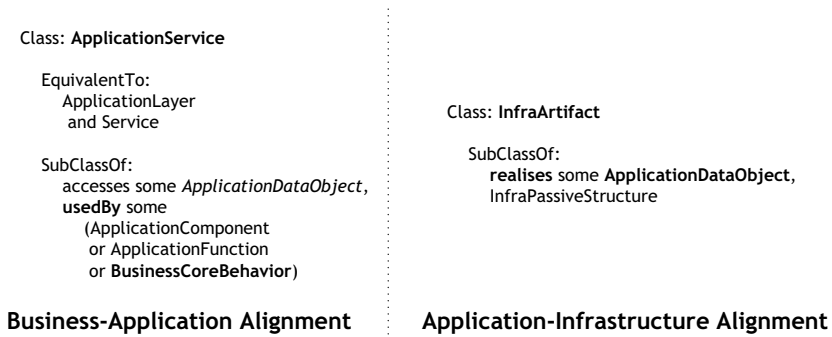 Class: ApplicationService
EquivalentTo:
ApplicationLayer
and Service
SubClassOf:
accesses some ApplicationDataObject,
usedBy some
(ApplicationComponent
or ApplicationFunction
or BusinessCoreBehavior)
Business-Application Alignment
Class: InfraArtifact
SubClassOf:
realises some ApplicationDataObject,
InfraPassiveStructure
Application-Infrastructure Alignment